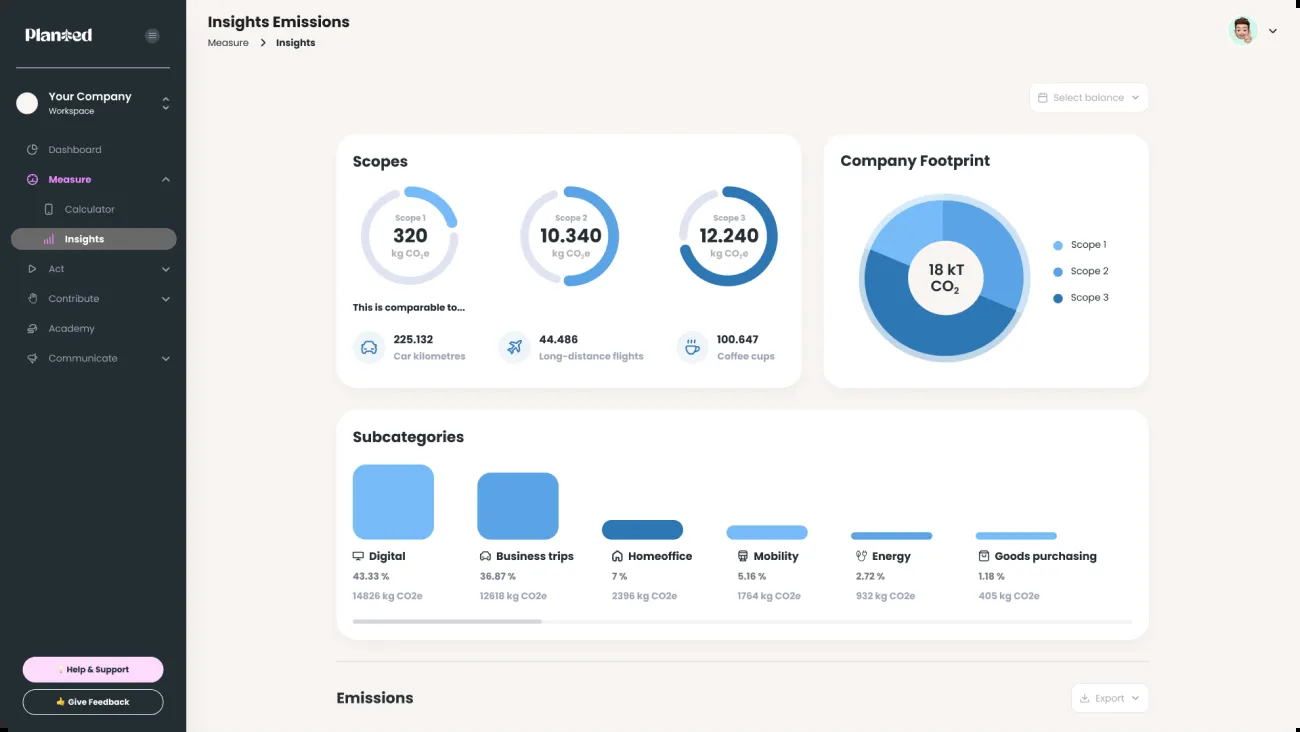 Planted
Your Company
Workspace
Dashboard
Measure
Calculator
Insights
Act
Contribute
Academy
Communicate
Help & Support
👍 Give Feedback
Insights Emissions
Measure > Insights
Select balance
Scopes
Scope 1
320
kg CO₂e
Scope 2
10.340
kg CO₂e
Scope 3
12.240
kg CO₂e
This is comparable to...
225.132
Car kilometres
44.486
Long-distance flights
100.647
Coffee cups
Company Footprint
18 kT
CO₂
Scope 1
Scope 2
Scope 3
Subcategories
Digital
43.33 %
14826 kg CO2e
Business trips
36.87 %
12618 kg CO2e
Homeoffice
7 %
2396 kg CO2e
Mobility
5.16 %
1764 kg CO2e
Energy
2.72 %
932 kg CO2e
Goods purchasing
1.18 %
405 kg CO2e
Emissions
Export